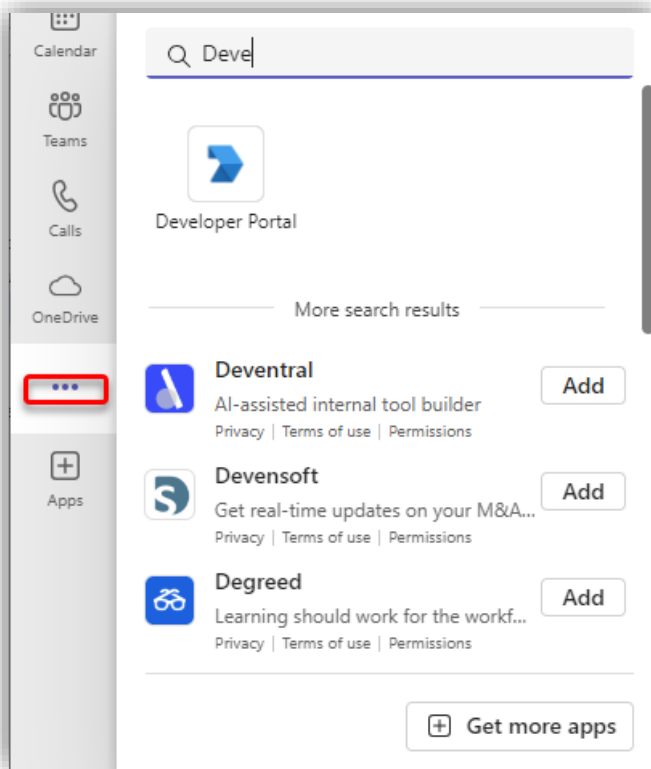 Calendar
Teams
Calls
OneDrive
Apps
Deve
Developer Portal
More search results
Deventral
AI-assisted internal tool builder
Privacy | Terms of use | Permissions
Add
Devensoft
Get real-time updates on your M&A...
Privacy | Terms of use | Permissions
Add
Degreed
Learning should work for the workf...
Privacy | Terms of use | Permissions
Add
Get more apps